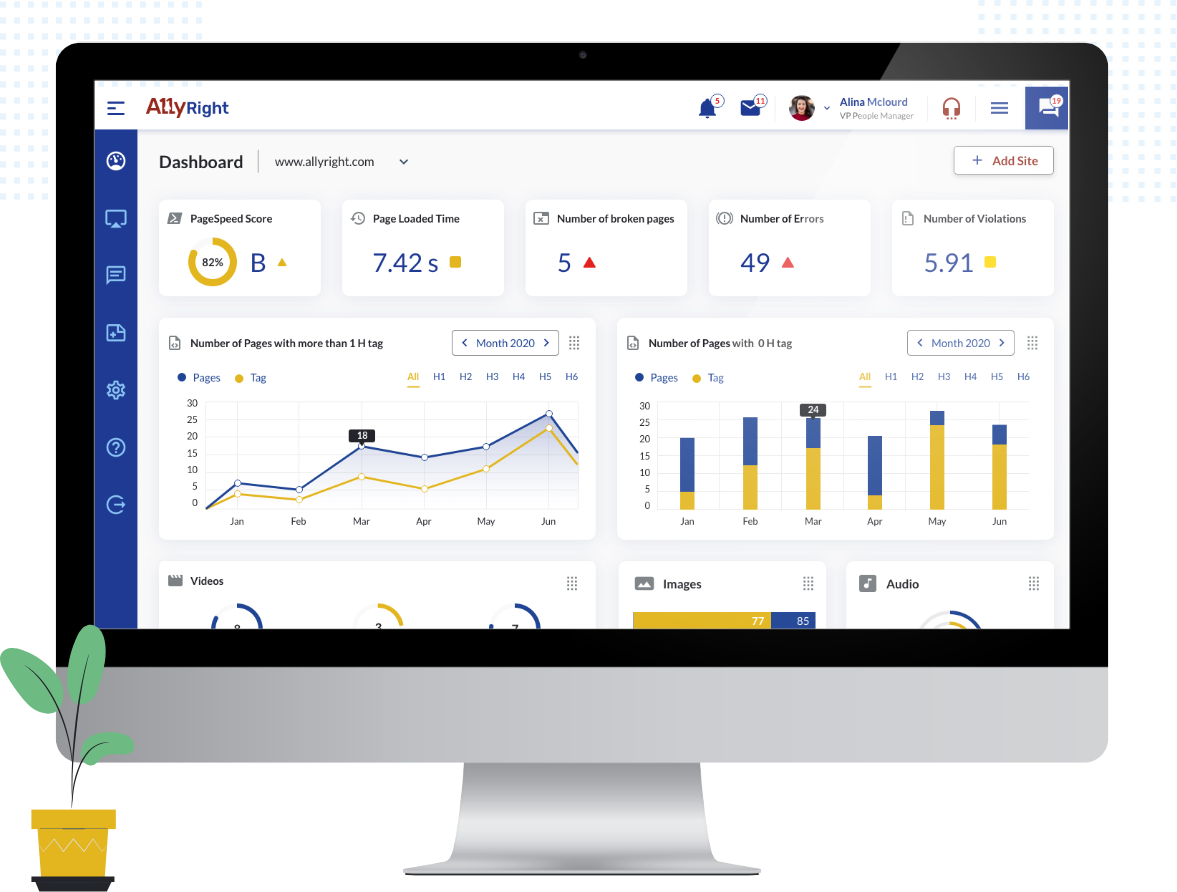 A11yRight
5
11
Alina Mclourd
VP People Manager
19
Dashboard
www.allyright.com
+ Add Site
PageSpeed Score
82%
B
Page Loaded Time
7.42 s
Number of broken pages
5
Number of Errors
49
Number of Violations
5.91
Number of Pages with more than 1 H tag
Month 2020
Pages Tag
All H1 H2 H3 H4 H5 H6
30
25
20
15
10
5
0
18
Jan Feb Mar Apr May Jun
Number of Pages with 0 H tag
Month 2020
Pages Tag
All H1 H2 H3 H4 H5 H6
30
25
20
15
10
5
0
24
Jan Feb Mar Apr May Jun
Videos
Images
77 85
Audio